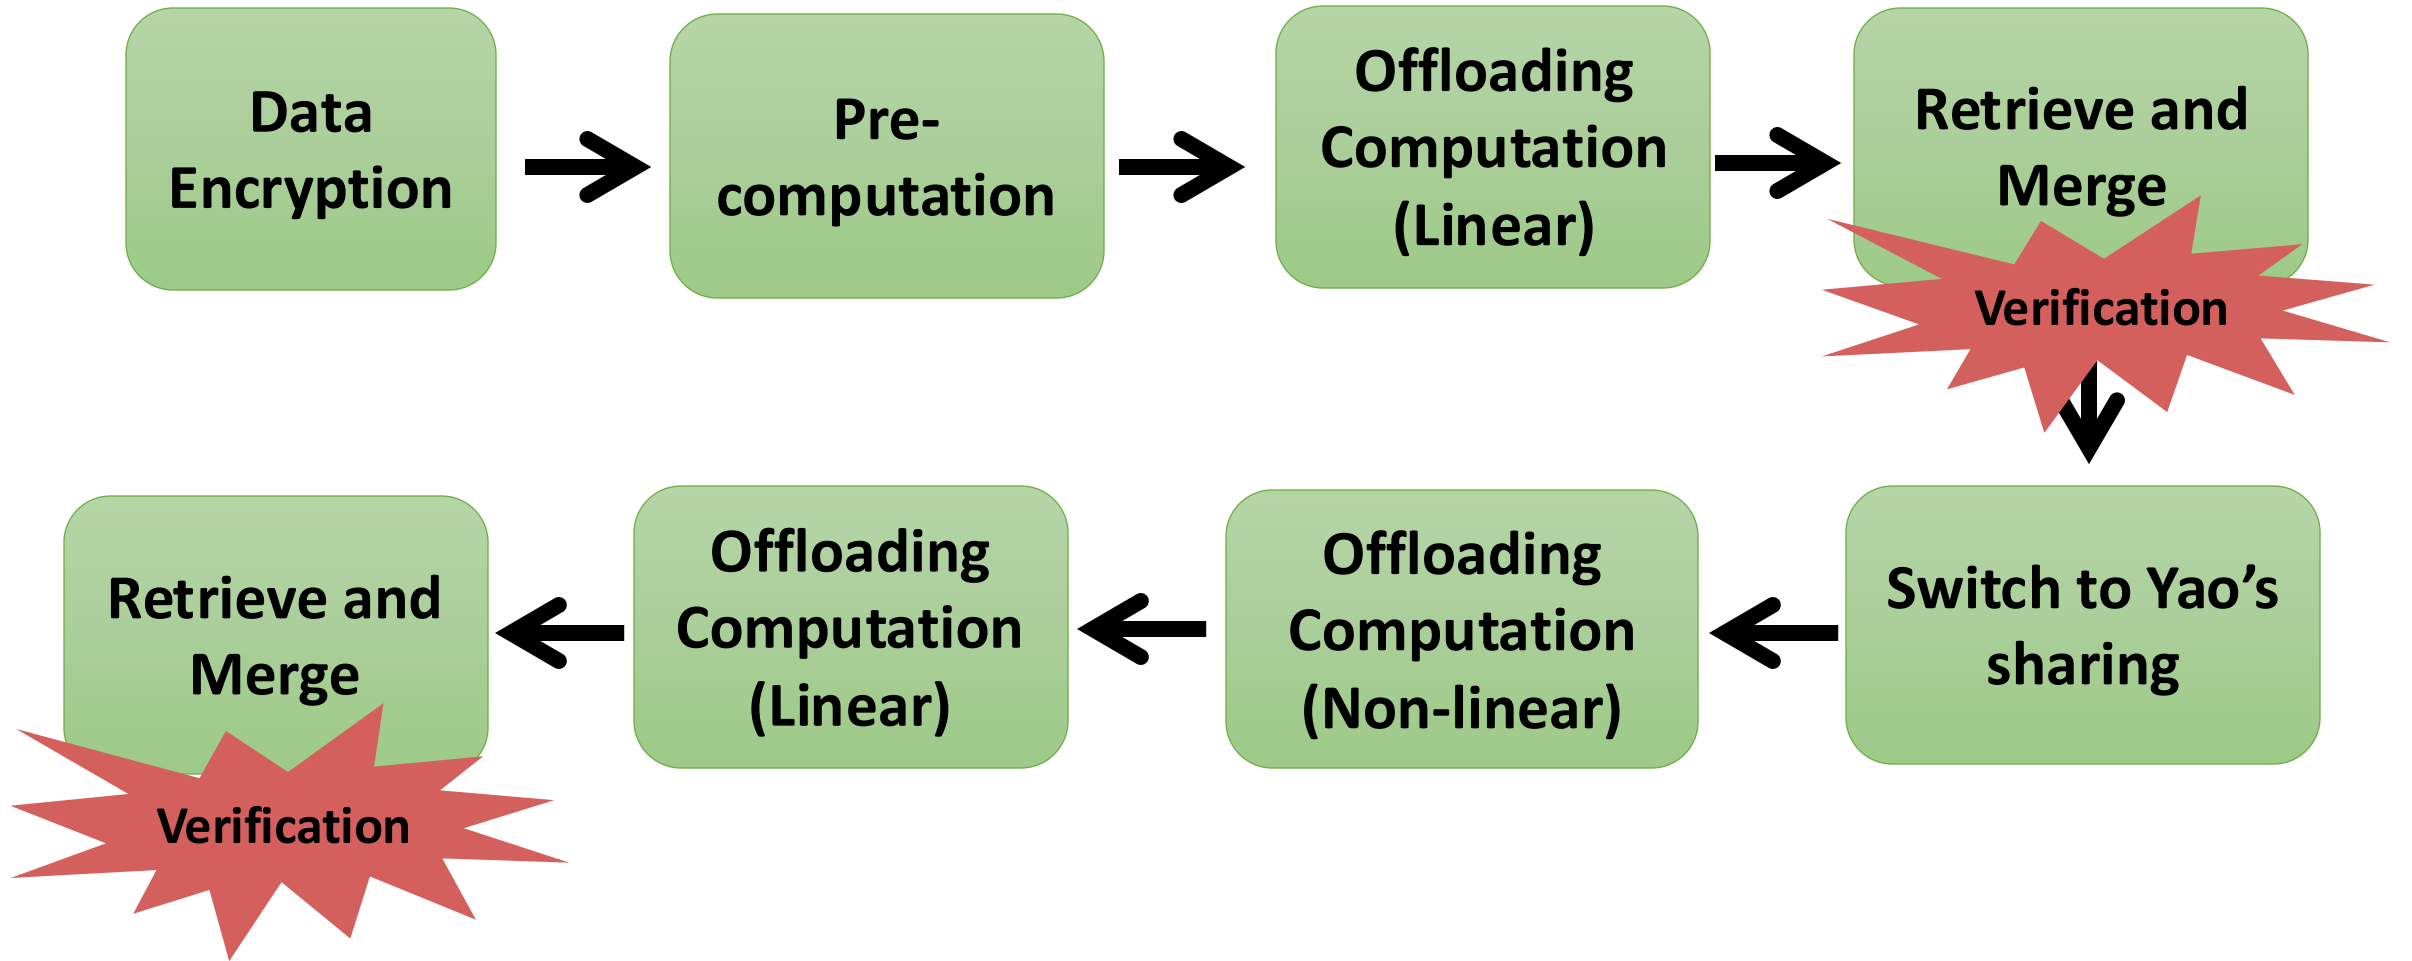 Data
Encryption
Pre-
computation
Offloading
Computation
(Linear)
Retrieve and
Merge
Verification
Switch to Yao’s
sharing
Offloading
Computation
(Non-linear)
Offloading
Computation
(Linear)
Retrieve and
Merge
Verification